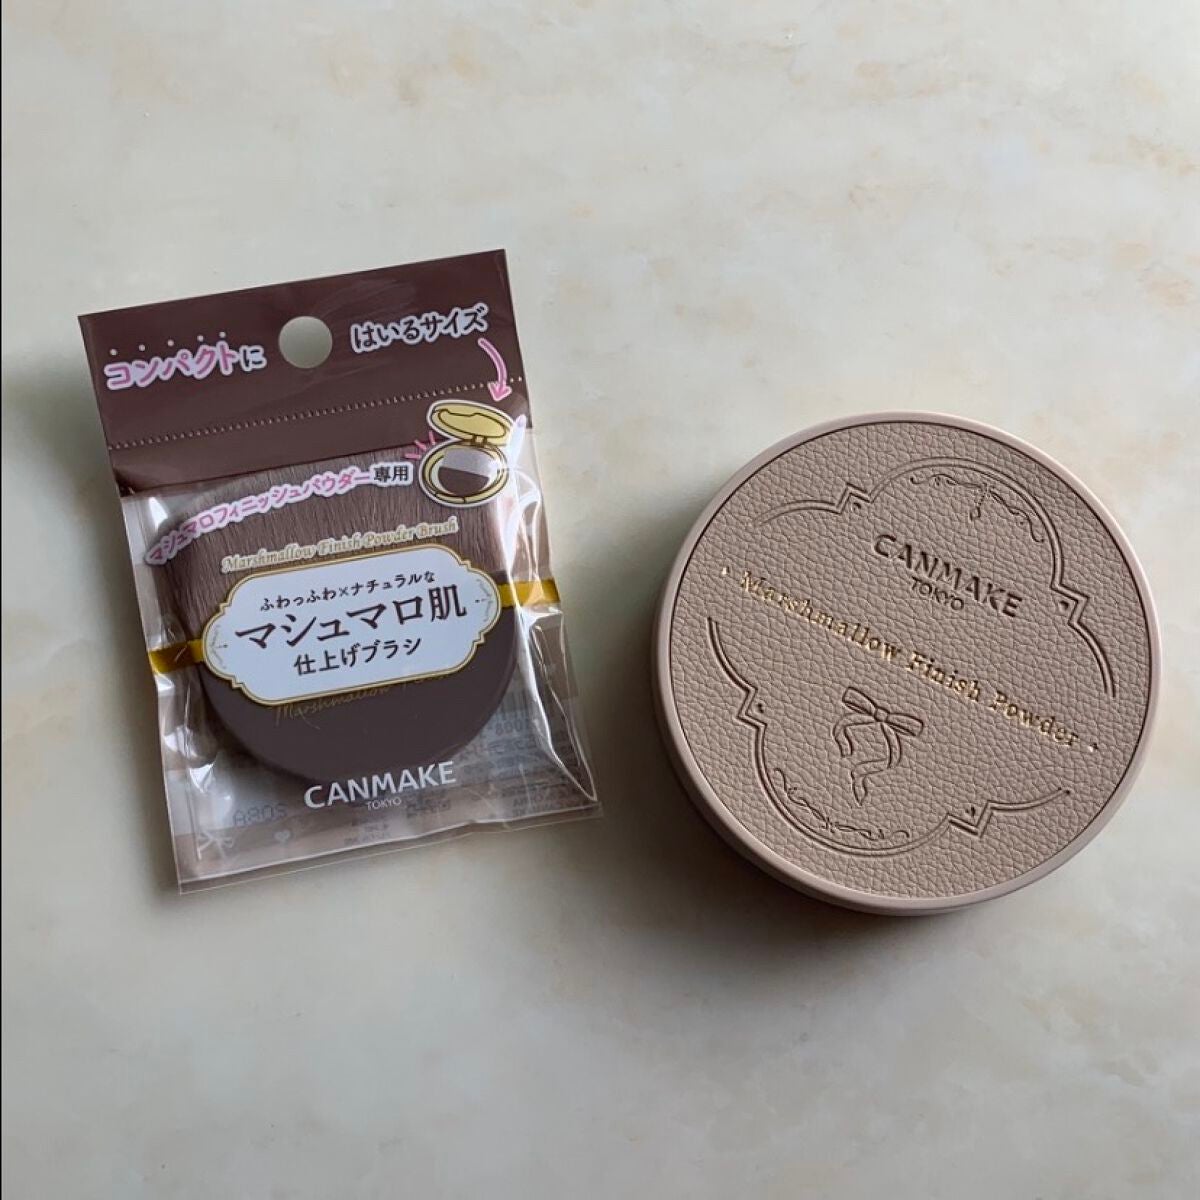 コンパクトに はいるサイズ
マシュマロフィニッシュパウダー専用
Marshmallow Finish Powder Brush
ふわっふわ×ナチュラルな
マシュマロ肌
仕上げブラシ
Marshmallow
CANMAKE
TOKYO
CANMAKE
TOKYO
Marshmallow Finish Powder